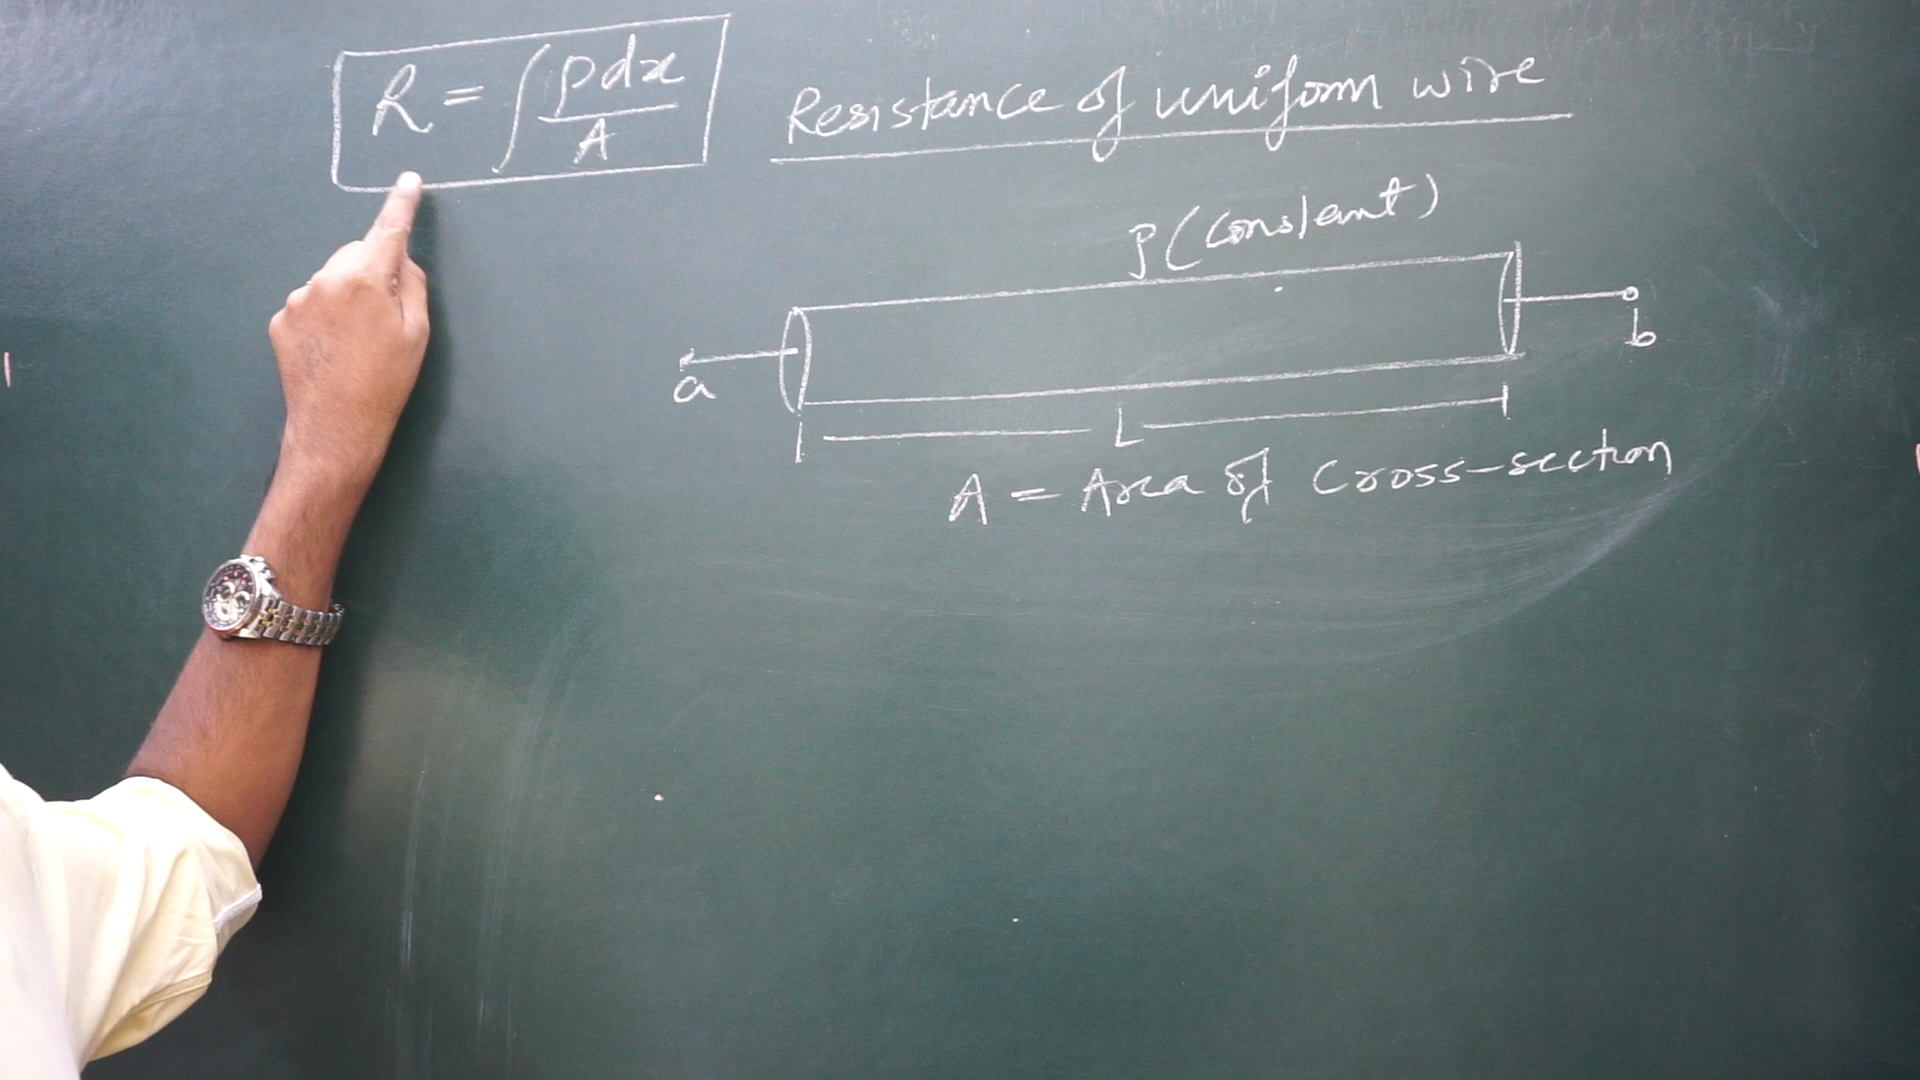 R = ∫ ρdx / A
Resistance of uniform wire
ρ (constant)
a
b
L
A = Area of cross-section